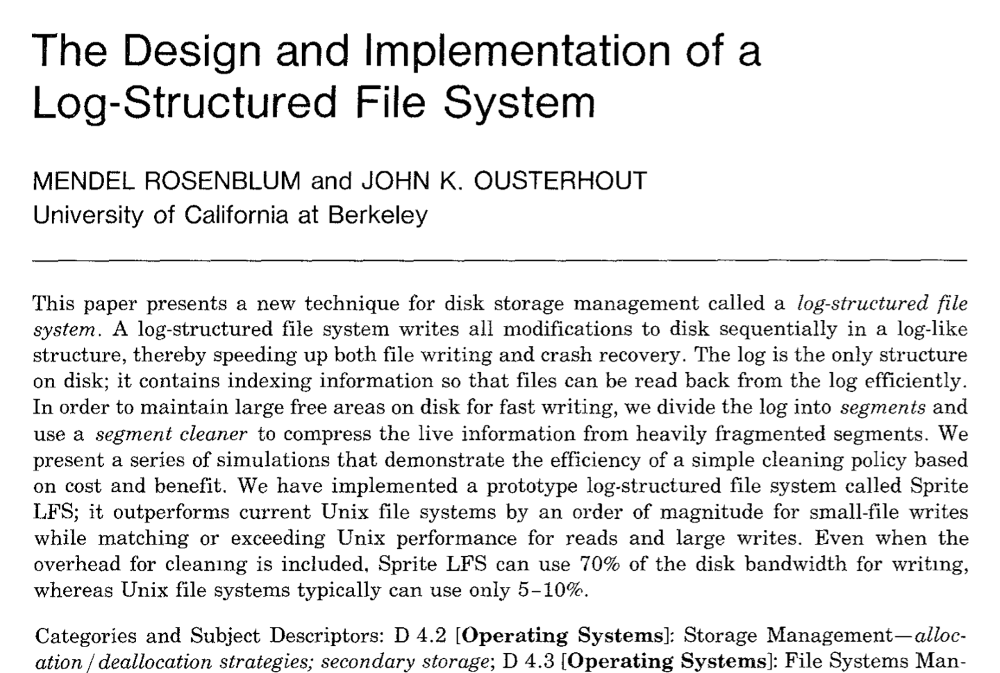 The Design and Implementation of a
Log-Structured File System
MENDEL ROSENBLUM and JOHN K. OUSTERHOUT
University of California at Berkeley
This paper presents a new technique for disk storage management called a log-structured file
system. A log-structured file system writes all modifications to disk sequentially in a log-like
structure, thereby speeding up both file writing and crash recovery. The log is the only structure
on disk; it contains indexing information so that files can be read back from the log efficiently.
In order to maintain large free areas on disk for fast writing, we divide the log into segments and
use a segment cleaner to compress the live information from heavily fragmented segments. We
present a series of simulations that demonstrate the efficiency of a simple cleaning policy based
on cost and benefit. We have implemented a prototype log-structured file system called Sprite
LFS; it outperforms current Unix file systems by an order of magnitude for small-file writes
while matching or exceeding Unix performance for reads and large writes. Even when the
overhead for cleaning is included, Sprite LFS can use 70% of the disk bandwidth for writing,
whereas Unix file systems typically can use only 5–10%.
Categories and Subject Descriptors: D 4.2 [Operating Systems]: Storage Management—alloc-
ation / deallocation strategies; secondary storage; D 4.3 [Operating Systems]: File Systems Man-